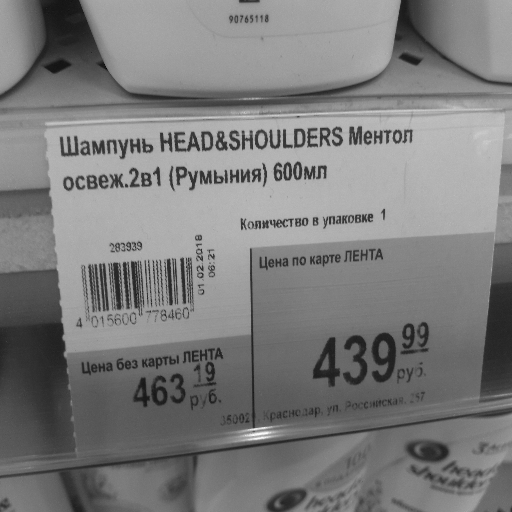 90765118
Шампунь HEAD&SHOULDERS Ментол
освеж.2в1 (Румыния) 600мл
Количество в упаковке 1
283939
01.02.2018
06:21
4 015600 778460
Цена по карте ЛЕНТА
439 99
руб.
Цена без карты ЛЕНТА
463 19
руб.
Краснодар, ул. Российская, 257
head
shoulders